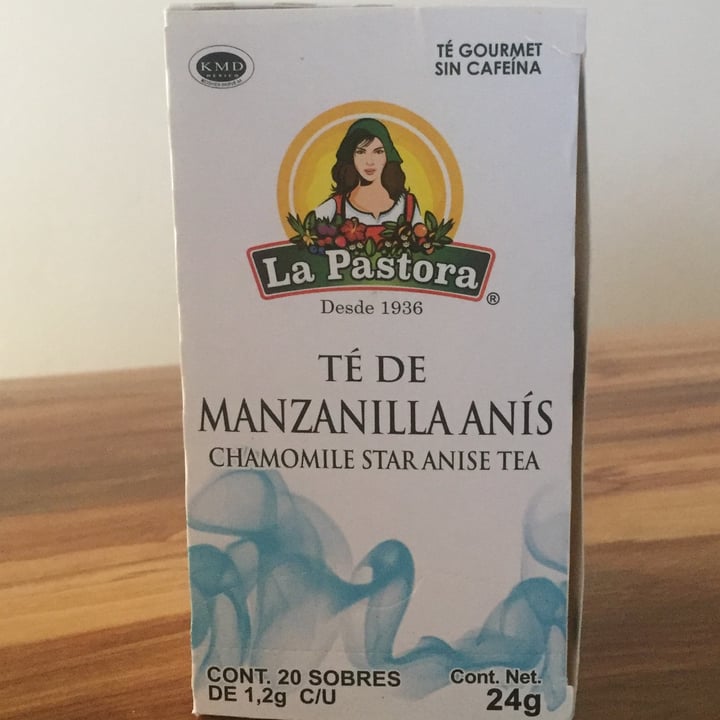 KMD
MÉXICO
TÉ GOURMET
SIN CAFEÍNA
La Pastora
®
Desde 1936
TÉ DE
MANZANILLA ANÍS
CHAMOMILE STAR ANISE TEA
CONT. 20 SOBRES
DE 1,2g C/U
Cont. Net.
24g